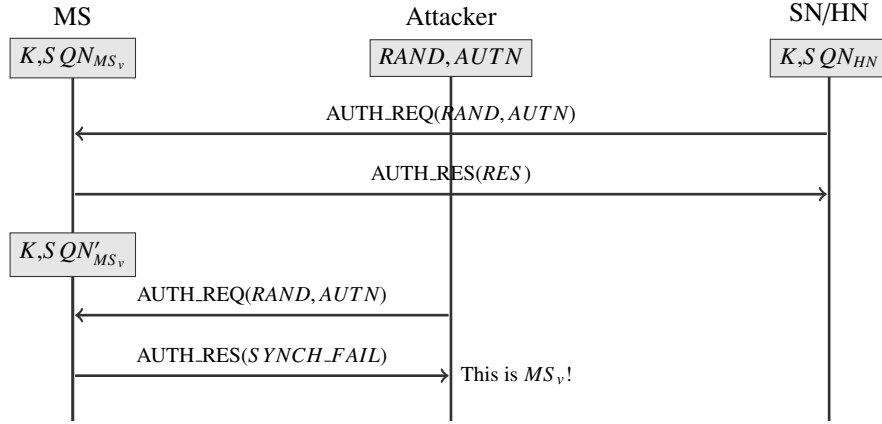 MS Attacker SN/HN
K,SQN_{MS_v} RAND, AUTN K,SQN_{HN}
AUTH_REQ(RAND, AUTN)
AUTH_RES(RES)
K,SQN'_{MS_v}
AUTH_REQ(RAND, AUTN)
AUTH_RES(SYNCH_FAIL)
This is MS_v!